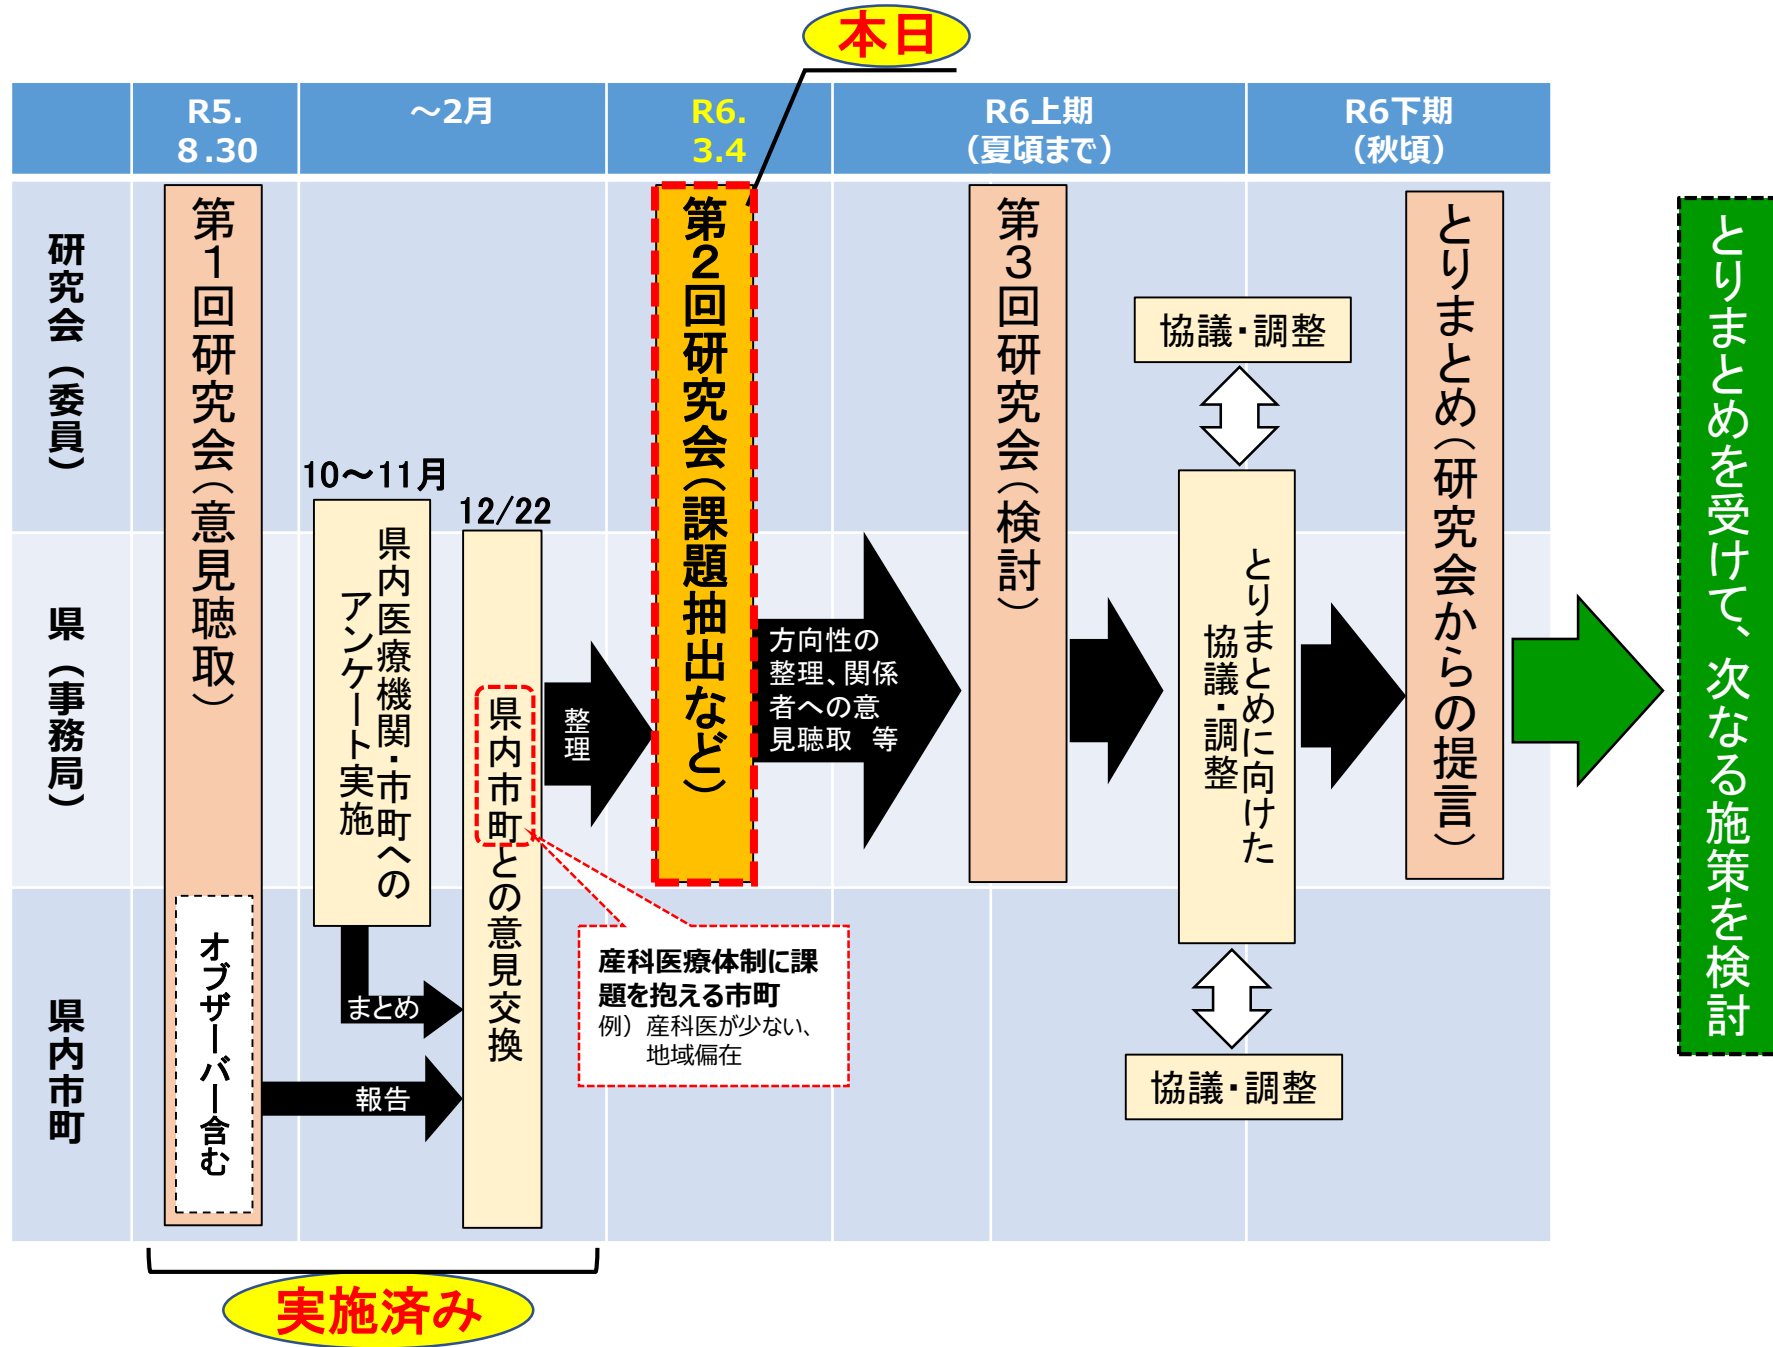 本日
R5.
８.30
～2月
R6.
3.4
R6上期
（夏頃まで）
R6下期
（秋頃）
研究会（委員）
県（事務局）
県内市町
第１回研究会（意見聴取）
オブザーバー含む
10～11月
県内医療機関・市町への
アンケート実施
まとめ
報告
12/22
県内市町との意見交換
整理
産科医療体制に課
題を抱える市町
例）産科医が少ない、
地域偏在
第２回研究会（課題抽出など）
方向性の
整理、関係
者への意
見聴取　等
第３回研究会（検討）
協議・調整
とりまとめに向けた
協議・調整
協議・調整
とりまとめ（研究会からの提言）
とりまとめを受けて、次なる施策を検討
実施済み